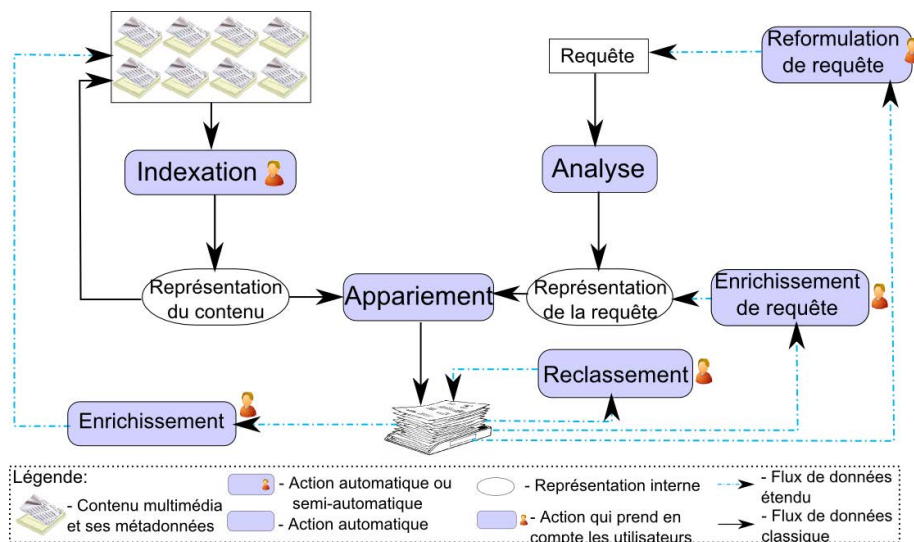 Requête
Reformulation
de requête
Indexation
Analyse
Représentation
du contenu
Appariement
Représentation
de la requête
Enrichissement
de requête
Reclassement
Enrichissement
Légende:
- Contenu multimédia
et ses métadonnées
- Action automatique ou
semi-automatique
- Action automatique
- Représentation interne
- Action qui prend en
compte les utilisateurs
- Flux de données
étendu
- Flux de données
classique